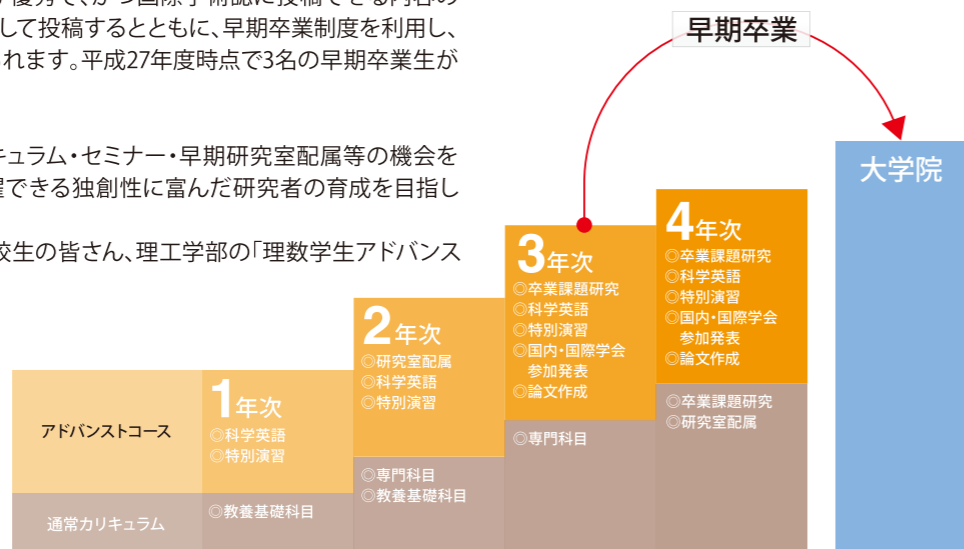 して投稿するとともに、早期卒業制度を利用し、
れます。平成27年度時点で3名の早期卒業生が
キュラム・セミナー・早期研究室配属等の機会を
できる独創性に富んだ研究者の育成を目指し
校生の皆さん、理工学部の「理数学生アドバンス
早期卒業
大学院
4年次
◎卒業課題研究
◎科学英語
◎特別演習
◎国内・国際学会
参加発表
◎論文作成
◎卒業課題研究
◎研究室配属
3年次
◎卒業課題研究
◎科学英語
◎特別演習
◎国内・国際学会
参加発表
◎論文作成
◎専門科目
2年次
◎研究室配属
◎科学英語
◎特別演習
◎専門科目
◎教養基礎科目
1年次
◎科学英語
◎特別演習
◎教養基礎科目
アドバンストコース
通常カリキュラム